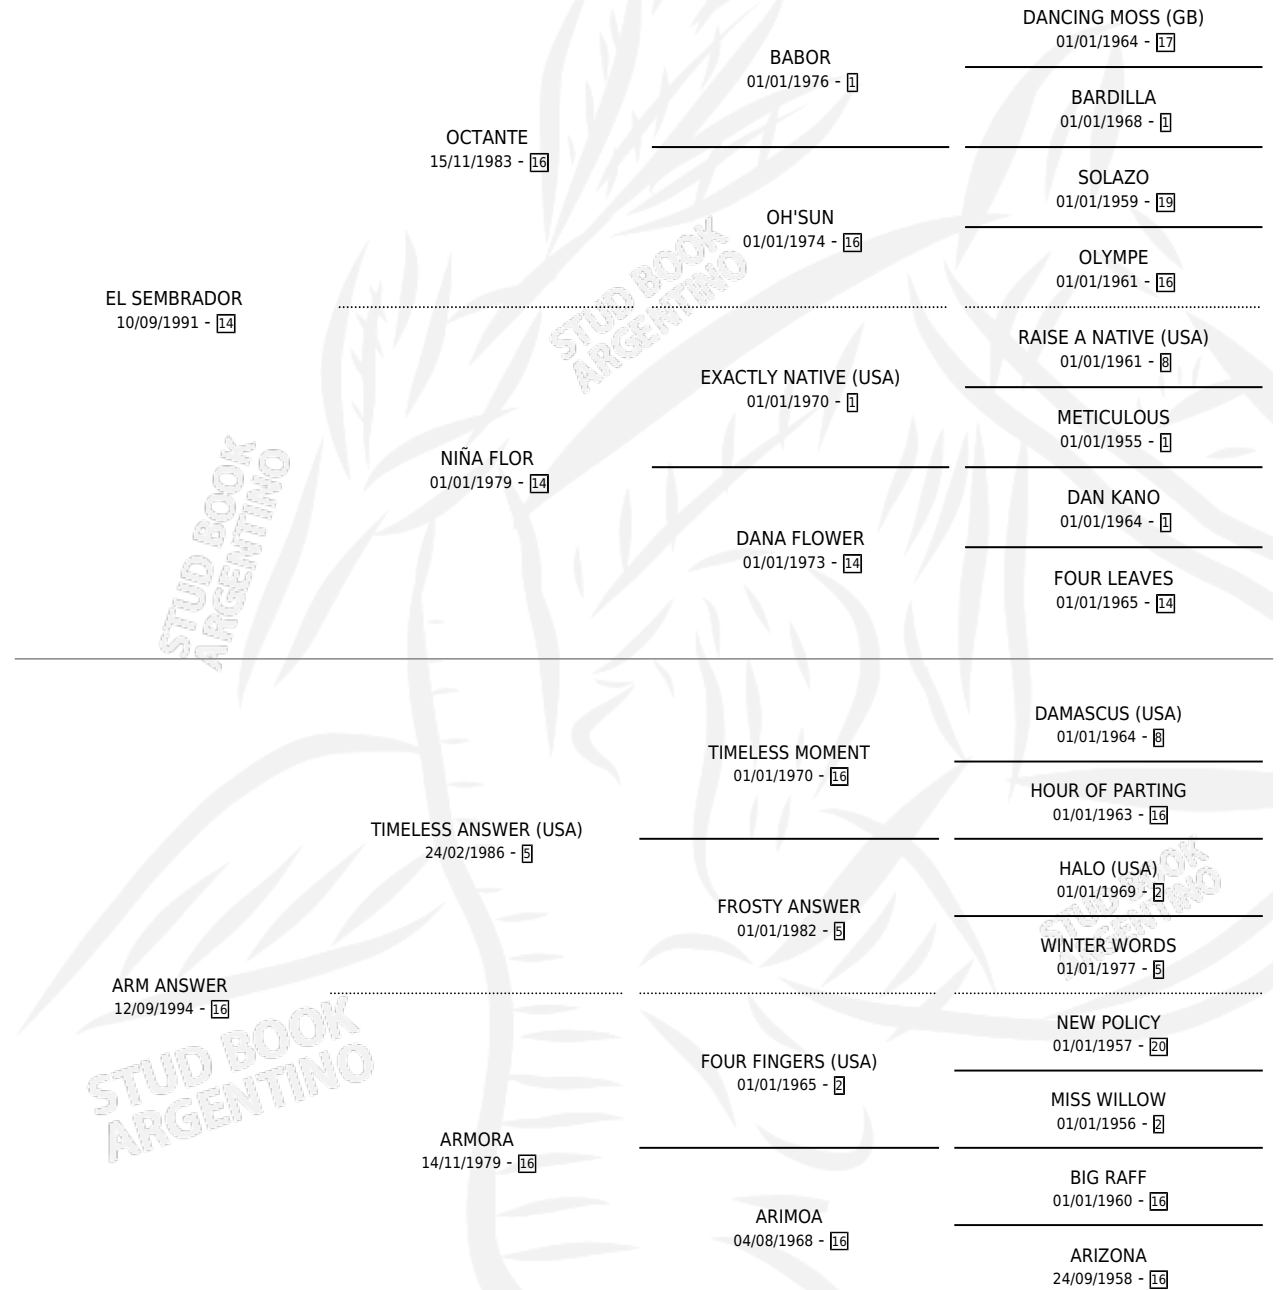 DANCING MOSS (GB)
01/01/1964 - 17
BABOR
01/01/1976 - 1
BARDILLA
01/01/1968 - 1
OCTANTE
15/11/1983 - 16
SOLAZO
01/01/1959 - 19
OH'SUN
01/01/1974 - 16
OLYMPE
01/01/1961 - 16
EL SEMBRADOR
10/09/1991 - 14
RAISE A NATIVE (USA)
01/01/1961 - 8
EXACTLY NATIVE (USA)
01/01/1970 - 1
METICULOUS
01/01/1955 - 1
NIÑA FLOR
01/01/1979 - 14
DAN KANO
01/01/1964 - 1
DANA FLOWER
01/01/1973 - 14
FOUR LEAVES
01/01/1965 - 14
DAMASCUS (USA)
01/01/1964 - 8
TIMELESS MOMENT
01/01/1970 - 16
HOUR OF PARTING
01/01/1963 - 16
TIMELESS ANSWER (USA)
24/02/1986 - 5
HALO (USA)
01/01/1969 - 2
FROSTY ANSWER
01/01/1982 - 5
WINTER WORDS
01/01/1977 - 5
ARM ANSWER
12/09/1994 - 16
NEW POLICY
01/01/1957 - 20
FOUR FINGERS (USA)
01/01/1965 - 2
MISS WILLOW
01/01/1956 - 2
ARMORA
14/11/1979 - 16
BIG RAFF
01/01/1960 - 16
ARIMOA
04/08/1968 - 16
ARIZONA
24/09/1958 - 16
STUD BOOK
ARGENTINO
STUD BOOK
ARGENTINO
STUD BOOK
ARGENTINO
STUD BOOK
ARGENTINO